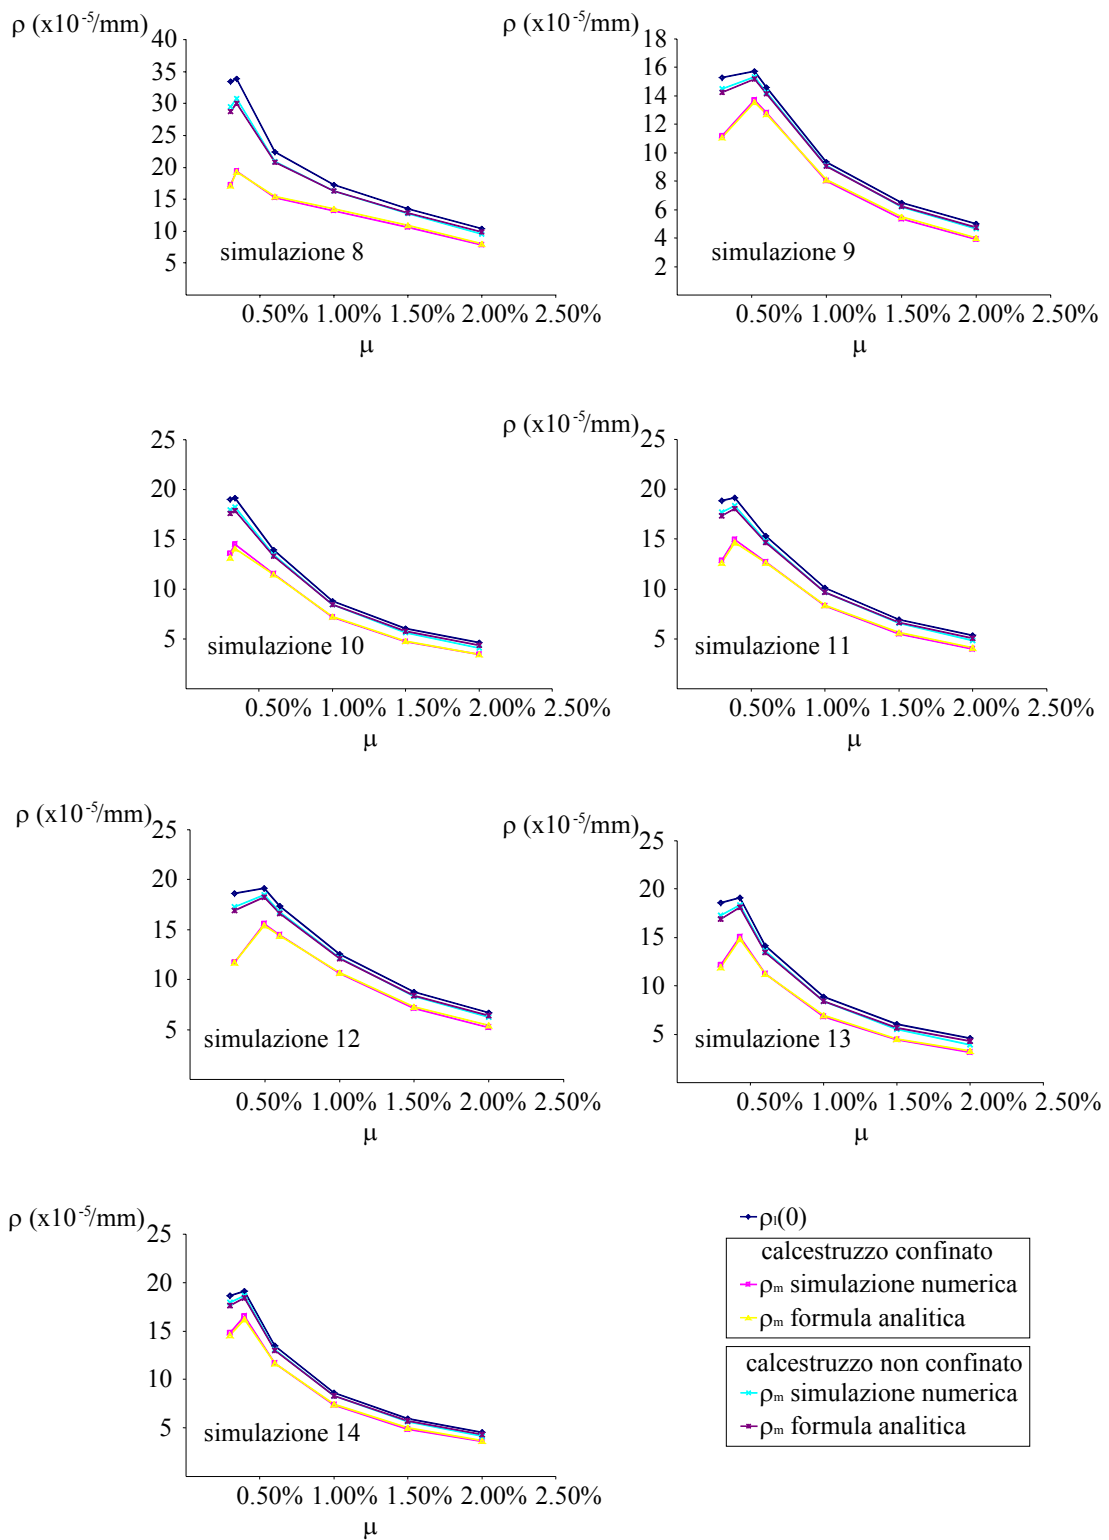 ρ (x10⁻⁵/mm)
40
35
30
25
20
15
10
5
simulazione 8
0.50% 1.00% 1.50% 2.00% 2.50%
μ
ρ (x10⁻⁵/mm)
18
16
14
12
10
8
6
4
2
simulazione 9
0.50% 1.00% 1.50% 2.00% 2.50%
μ
25
20
15
10
5
simulazione 10
0.50% 1.00% 1.50% 2.00% 2.50%
μ
ρ (x10⁻⁵/mm)
25
20
15
10
5
simulazione 11
0.50% 1.00% 1.50% 2.00% 2.50%
μ
ρ (x10⁻⁵/mm)
25
20
15
10
5
simulazione 12
0.50% 1.00% 1.50% 2.00% 2.50%
μ
ρ (x10⁻⁵/mm)
25
20
15
10
5
simulazione 13
0.50% 1.00% 1.50% 2.00% 2.50%
μ
ρ (x10⁻⁵/mm)
25
20
15
10
5
simulazione 14
0.50% 1.00% 1.50% 2.00% 2.50%
μ
ρₗ(0)
calcestruzzo confinato
ρₘ simulazione numerica
ρₘ formula analitica
calcestruzzo non confinato
ρₘ simulazione numerica
ρₘ formula analitica